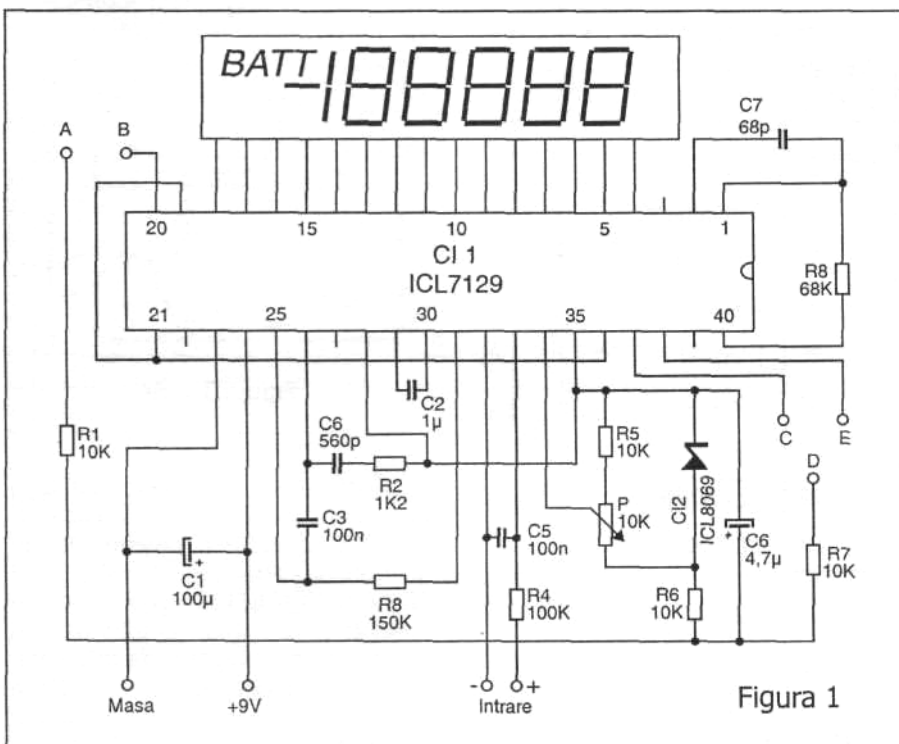 BATT
-188888
A
B
C7
68p
20
15
10
5
1
CI 1
ICL7129
R8
68K
21
25
30
35
40
R1
10K
C6
560p
R2
1K2
C2
1µ
R5
10K
P
10K
CI2
ICL8069
C
E
D
C3
100n
C5
100n
C6
4,7µ
+
R7
10K
C1
100µ
+
R8
150K
R4
100K
R6
10K
Masa
+9V
-
Intrare
+
Figura 1